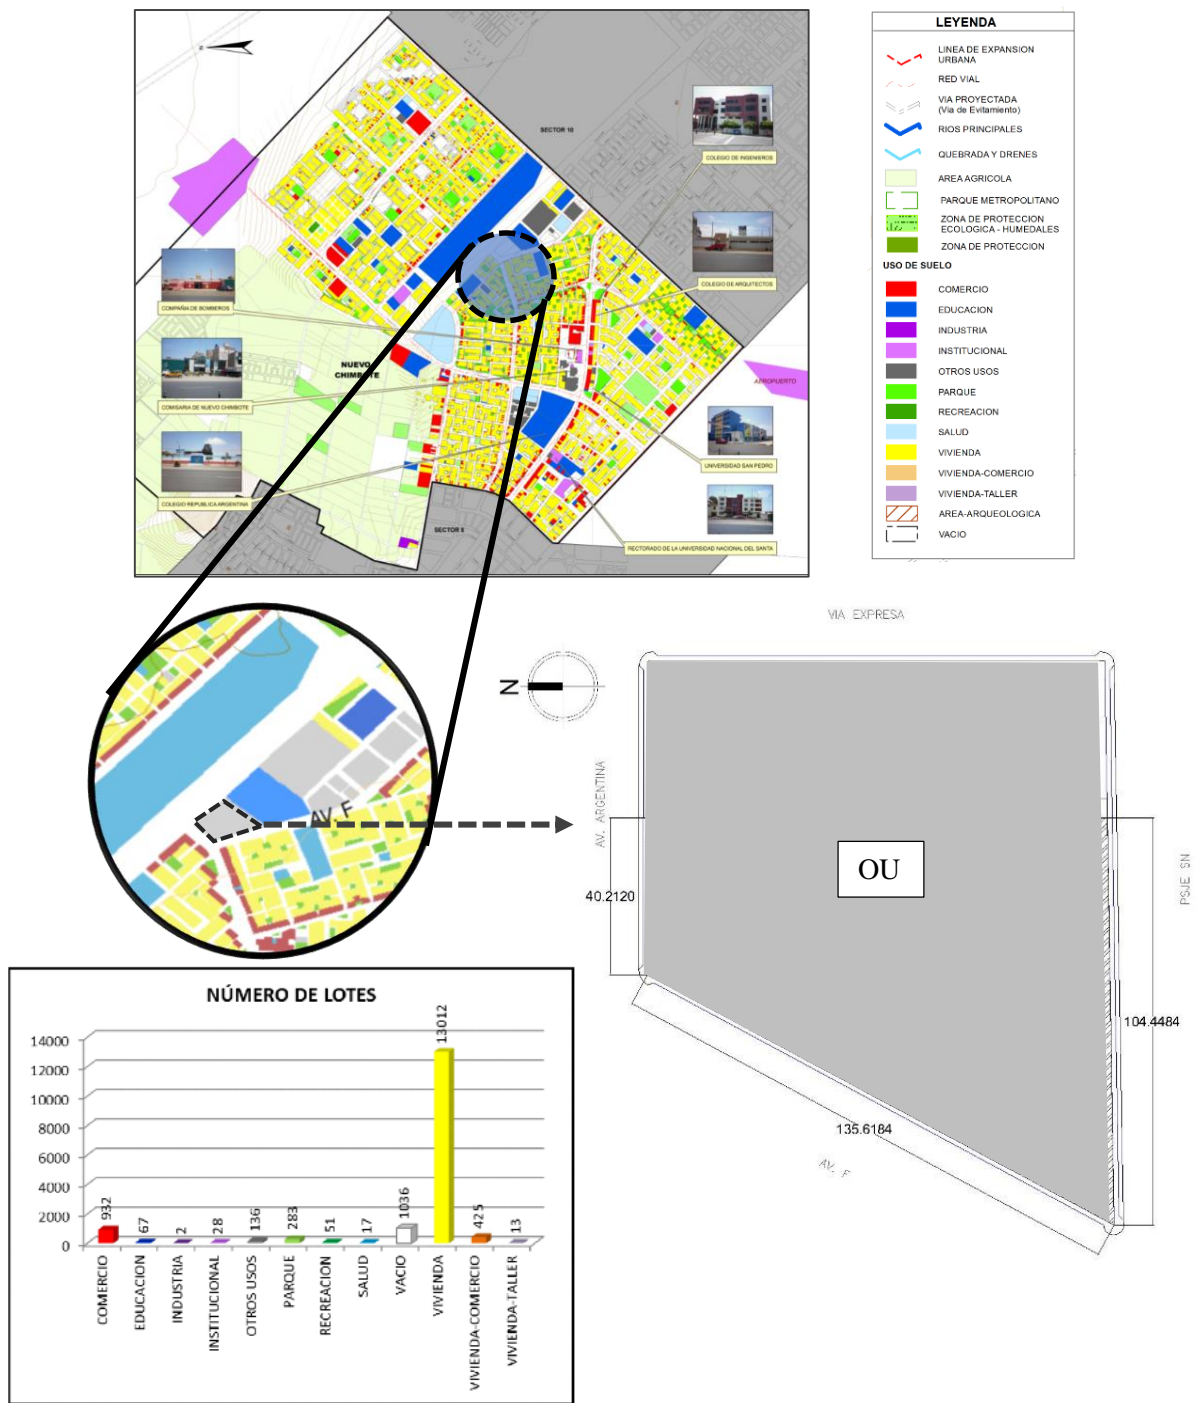 N
SECTOR 10
COLEGIO DE INGENIEROS
COLEGIO DE ARQUITECTOS
COMPAÑIA DE BOMBEROS
NUEVO
CHIMBOTE
AEROPUERTO
COMISARIA DE NUEVO CHIMBOTE
UNIVERSIDAD SAN PEDRO
COLEGIO REPUBLICA ARGENTINA
SECTOR 8
RECTORADO DE LA UNIVERSIDAD NACIONAL DEL SANTA
LEYENDA
LINEA DE EXPANSION
URBANA
RED VIAL
VIA PROYECTADA
(Via de Evitamiento)
RIOS PRINCIPALES
QUEBRADA Y DRENES
AREA AGRICOLA
PARQUE METROPOLITANO
ZONA DE PROTECCION
ECOLOGICA - HUMEDALES
ZONA DE PROTECCION
USO DE SUELO
COMERCIO
EDUCACION
INDUSTRIA
INSTITUCIONAL
OTROS USOS
PARQUE
RECREACION
SALUD
VIVIENDA
VIVIENDA-COMERCIO
VIVIENDA-TALLER
AREA-ARQUEOLOGICA
VACIO
AV. F
VIA EXPRESA
N
AV. ARGENTINA
OU
40.2120
PSJE SN
104.4484
135.6184
AV. F
NÚMERO DE LOTES
14000
12000
10000
8000
6000
4000
2000
0
932
67
2
28
136
283
51
17
1036
13012
425
13
COMERCIO
EDUCACION
INDUSTRIA
INSTITUCIONAL
OTROS USOS
PARQUE
RECREACION
SALUD
VACIO
VIVIENDA
VIVIENDA-COMERCIO
VIVIENDA-TALLER